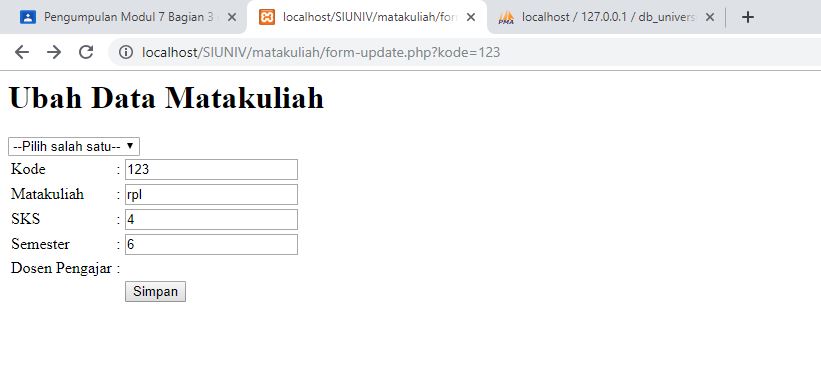 Pengumpulan Modul 7 Bagian 3
localhost/SIUNIV/matakuliah/for
localhost / 127.0.0.1 / db_univers
localhost/SIUNIV/matakuliah/form-update.php?kode=123
Ubah Data Matakuliah
--Pilih salah satu--
Kode : 123
Matakuliah : rpl
SKS : 4
Semester : 6
Dosen Pengajar :
Simpan